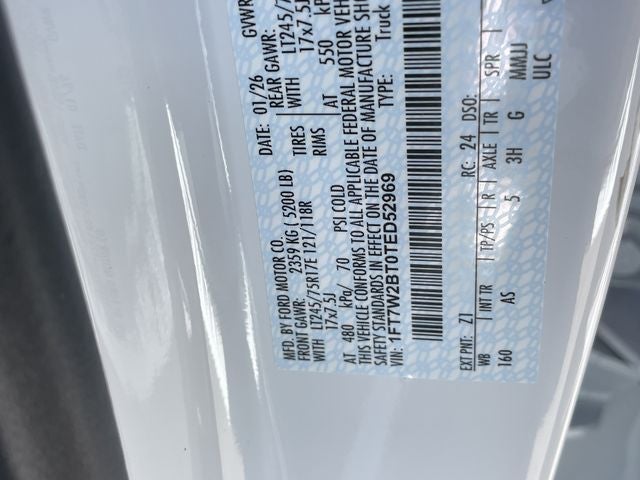 MFD. BY FORD MOTOR CO.
DATE: 01/26
GVWR
FRONT GAWR: 2359 KG ( 5200 LB)
REAR GAWR:
WITH LT245/75R17E 121/118R TIRES
WITH LT245/7
17x7.5J RIMS
17x7.5J
AT 480 kPa/ 70 PSI COLD
AT 550 kP
THIS VEHICLE CONFORMS TO ALL APPLICABLE FEDERAL MOTOR VEH
SAFETY STANDARDS IN EFFECT ON THE DATE OF MANUFACTURE SHO
VIN: 1FT7W2BT0TED52969
TYPE: Truck
EXT PNT: Z1 RC: 24 DSO:
WB INT TR TP/PS R AXLE TR SPR
160 AS 5 3H G MMJJ
ULC